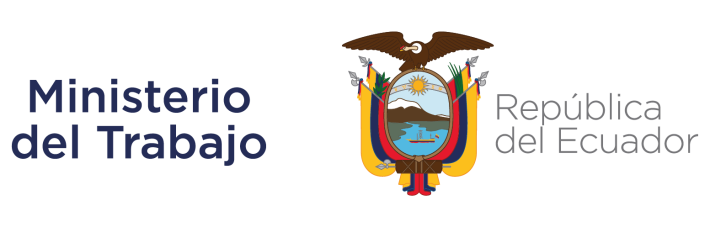 Ministerio
del Trabajo
República
del Ecuador